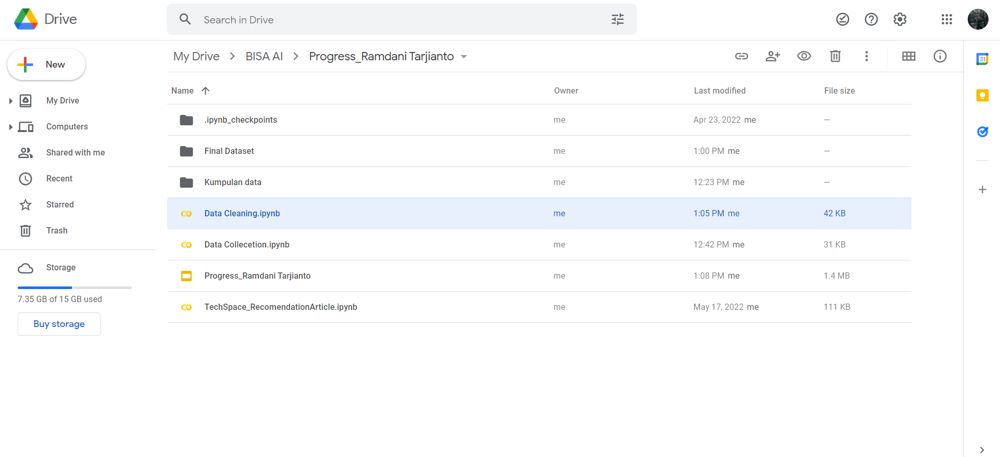 Drive
Search in Drive
New
My Drive > BISA AI > Progress_Ramdani Tarjianto
31
My Drive
Computers
Shared with me
Recent
Starred
Trash
Storage
7.35 GB of 15 GB used
Buy storage
Name Owner Last modified File size
.ipynb_checkpoints me Apr 23, 2022 me —
Final Dataset me 1:00 PM me —
Kumpulan data me 12:23 PM me —
Data Cleaning.ipynb me 1:05 PM me 42 KB
Data Collecetion.ipynb me 12:42 PM me 31 KB
Progress_Ramdani Tarjianto me 1:08 PM me 1.4 MB
TechSpace_RecomendationArticle.ipynb me May 17, 2022 me 111 KB